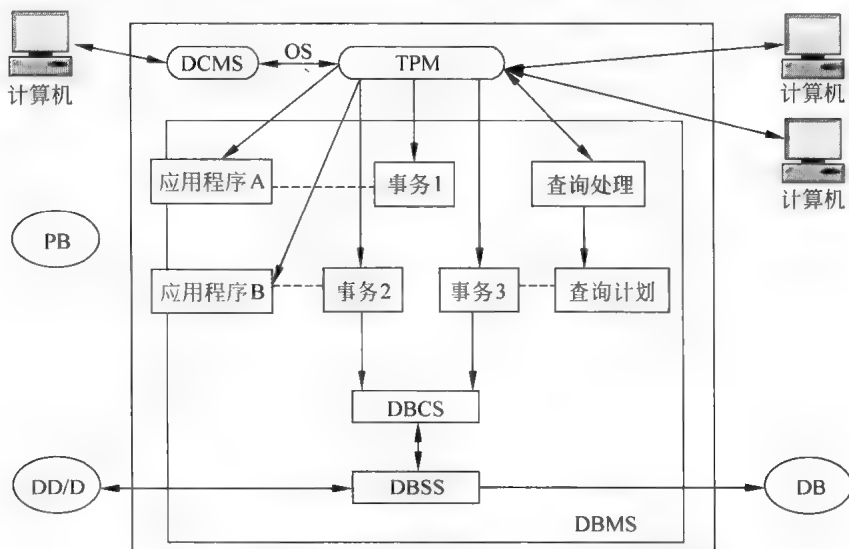 OS
DCMS
TPM
计算机
计算机
计算机
应用程序A
事务1
查询处理
PB
应用程序B
事务2
事务3
查询计划
DBCS
DD/D
DBSS
DB
DBMS